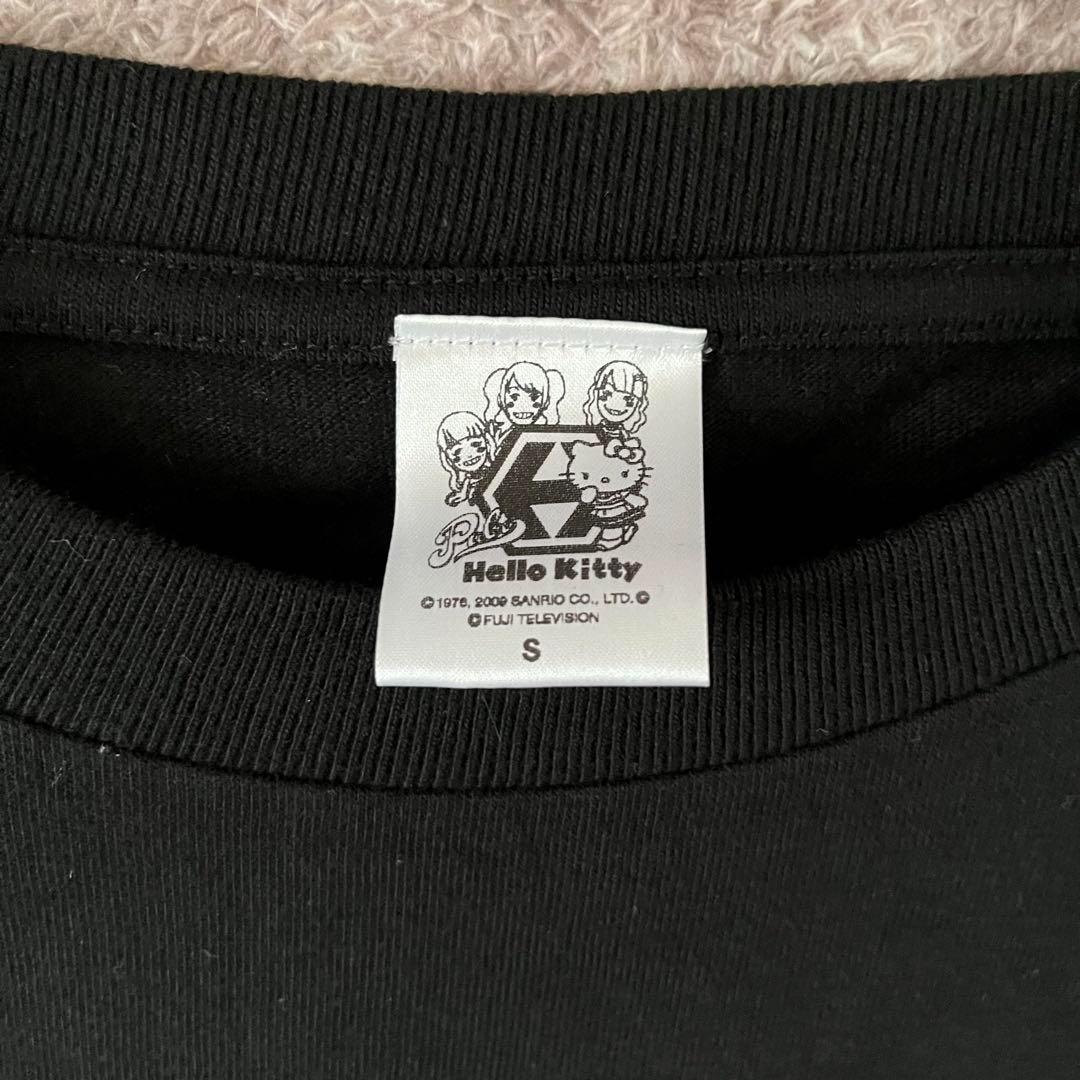 Hello Kitty
©1976, 2009 SANRIO CO., LTD.©
©FUJI TELEVISION
S